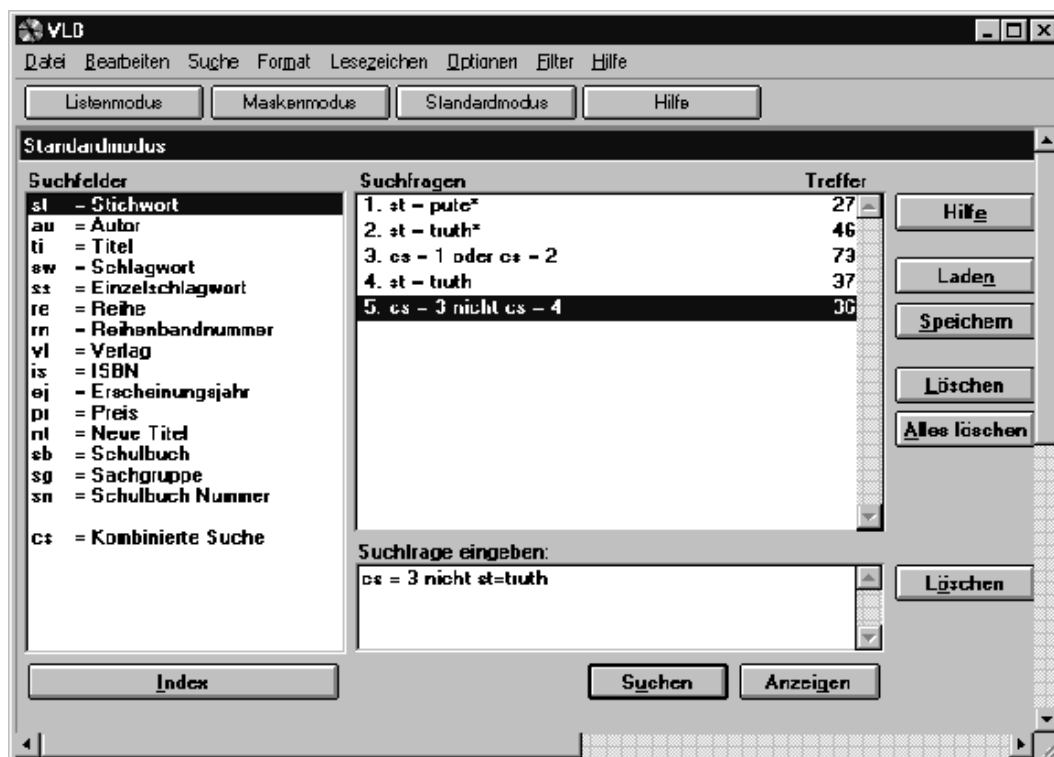 VLB
Datei Bearbeiten Suche Format Lesezeichen Optionen Filter Hilfe
Listenmodus Maskenmodus Standardmodus Hilfe
Standardmodus
Suchfelder
st = Stichwort
au = Autor
ti = Titel
sw = Schlagwort
ss = Einzelschlagwort
re = Reihe
rn = Reihenbandnummer
vl = Verlag
is = ISBN
ej = Erscheinungsjahr
pr = Preis
nt = Neue Titel
sb = Schulbuch
sg = Sachgruppe
sn = Schulbuch Nummer
cs = Kombinierte Suche
Index
Suchfragen Treffer
1. st = pute* 27
2. st = truth* 46
3. cs = 1 oder cs = 2 73
4. st = truth 37
5. cs = 3 nicht cs = 4 36
Suchfrage eingeben:
cs = 3 nicht st=truth
Suchen Anzeigen
Hilfe
Laden
Speichern
Löschen
Alles löschen
Löschen